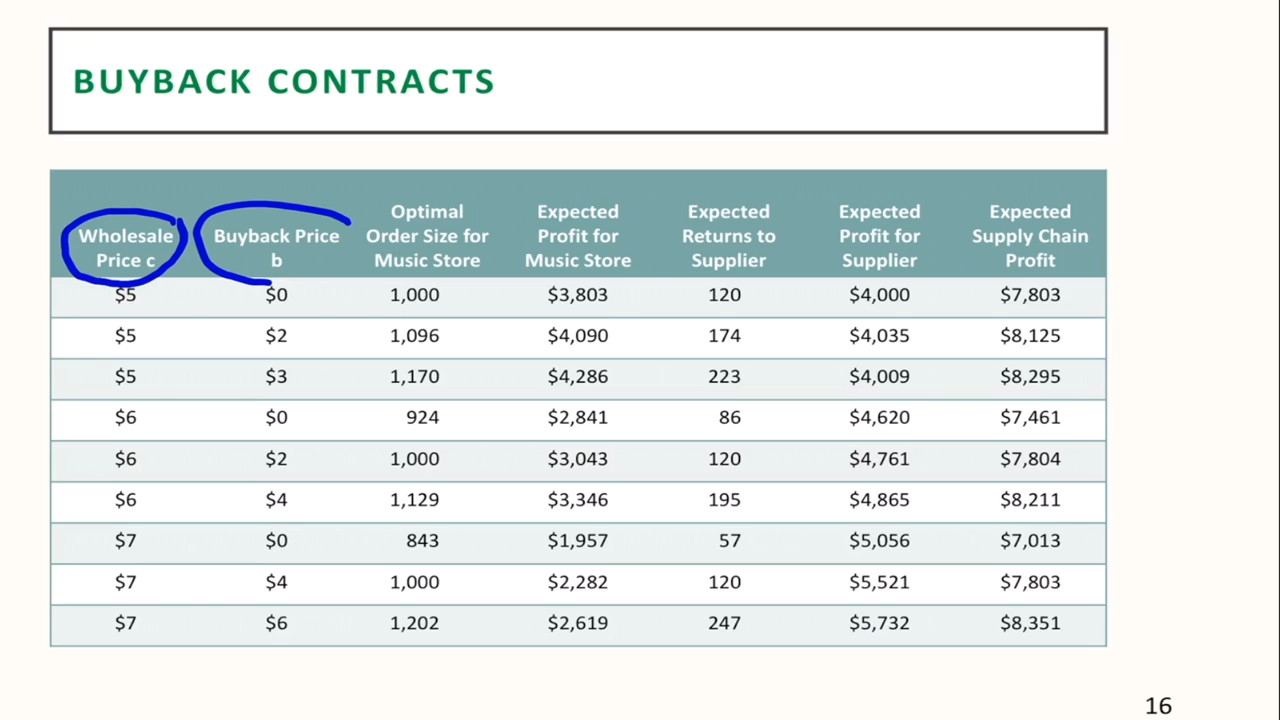 BUYBACK CONTRACTS
Wholesale Price c Buyback Price b Optimal Order Size for Music Store Expected Profit for Music Store Expected Returns to Supplier Expected Profit for Supplier Expected Supply Chain Profit
$5 $0 1,000 $3,803 120 $4,000 $7,803
$5 $2 1,096 $4,090 174 $4,035 $8,125
$5 $3 1,170 $4,286 223 $4,009 $8,295
$6 $0 924 $2,841 86 $4,620 $7,461
$6 $2 1,000 $3,043 120 $4,761 $7,804
$6 $4 1,129 $3,346 195 $4,865 $8,211
$7 $0 843 $1,957 57 $5,056 $7,013
$7 $4 1,000 $2,282 120 $5,521 $7,803
$7 $6 1,202 $2,619 247 $5,732 $8,351
16